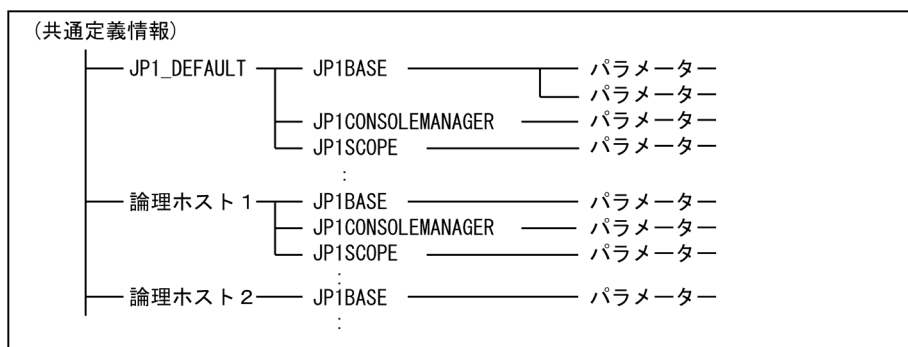 (共通定義情報)
JP1_DEFAULT JP1BASE パラメーター
パラメーター
JP1CONSOLEMANAGER パラメーター
JP1SCOPE パラメーター
:
論理ホスト1 JP1BASE パラメーター
JP1CONSOLEMANAGER パラメーター
JP1SCOPE パラメーター
:
論理ホスト2 JP1BASE パラメーター
: